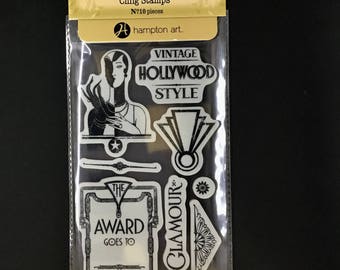 Cling Stamps
hampton art.
VINTAGE
HOLLYWOOD
STYLE
THE
AWARD
GOES TO
GLAMOUR